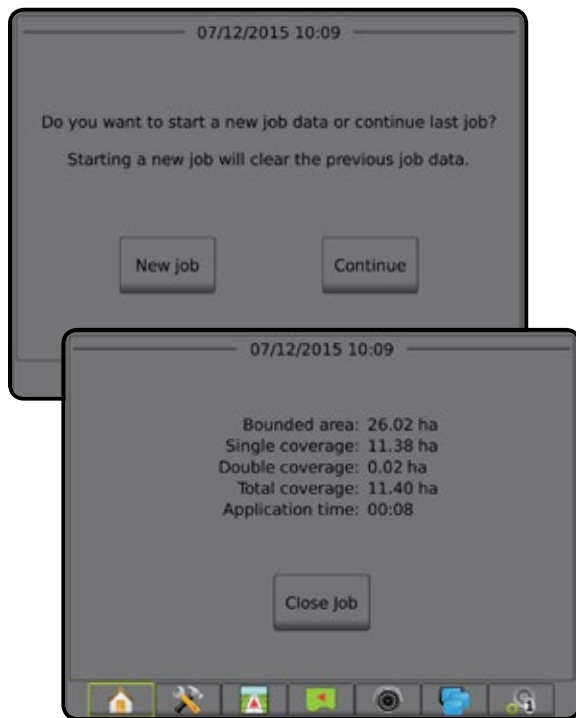 07/12/2015 10:09
Do you want to start a new job data or continue last job?
Starting a new job will clear the previous job data.
New job
Continue
07/12/2015 10:09
Bounded area: 26.02 ha
Single coverage: 11.38 ha
Double coverage: 0.02 ha
Total coverage: 11.40 ha
Application time: 00:08
Close Job